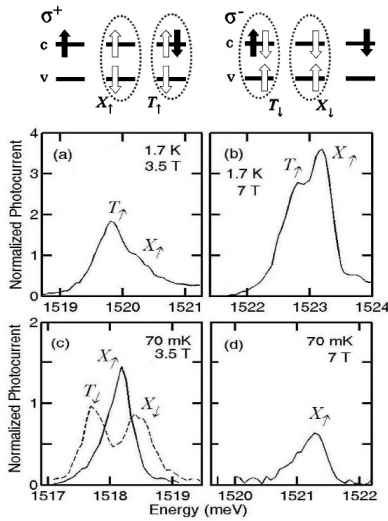 σ⁺
c
v
X↑
T↑
σ⁻
c
v
T↓
X↓
Normalized Photocurrent
4
3
2
1
0
(a)
1.7 K
3.5 T
T↑
X↑
1519 1520 1521
(b)
X↑
T↑
1.7 K
7 T
1522 1523 1524
Normalized Photocurrent
2
1
0
(c)
70 mK
3.5 T
X↑
T↓
X↓
1517 1518 1519
Energy (meV)
(d)
70 mK
7 T
X↑
1520 1521 1522
Energy (meV)